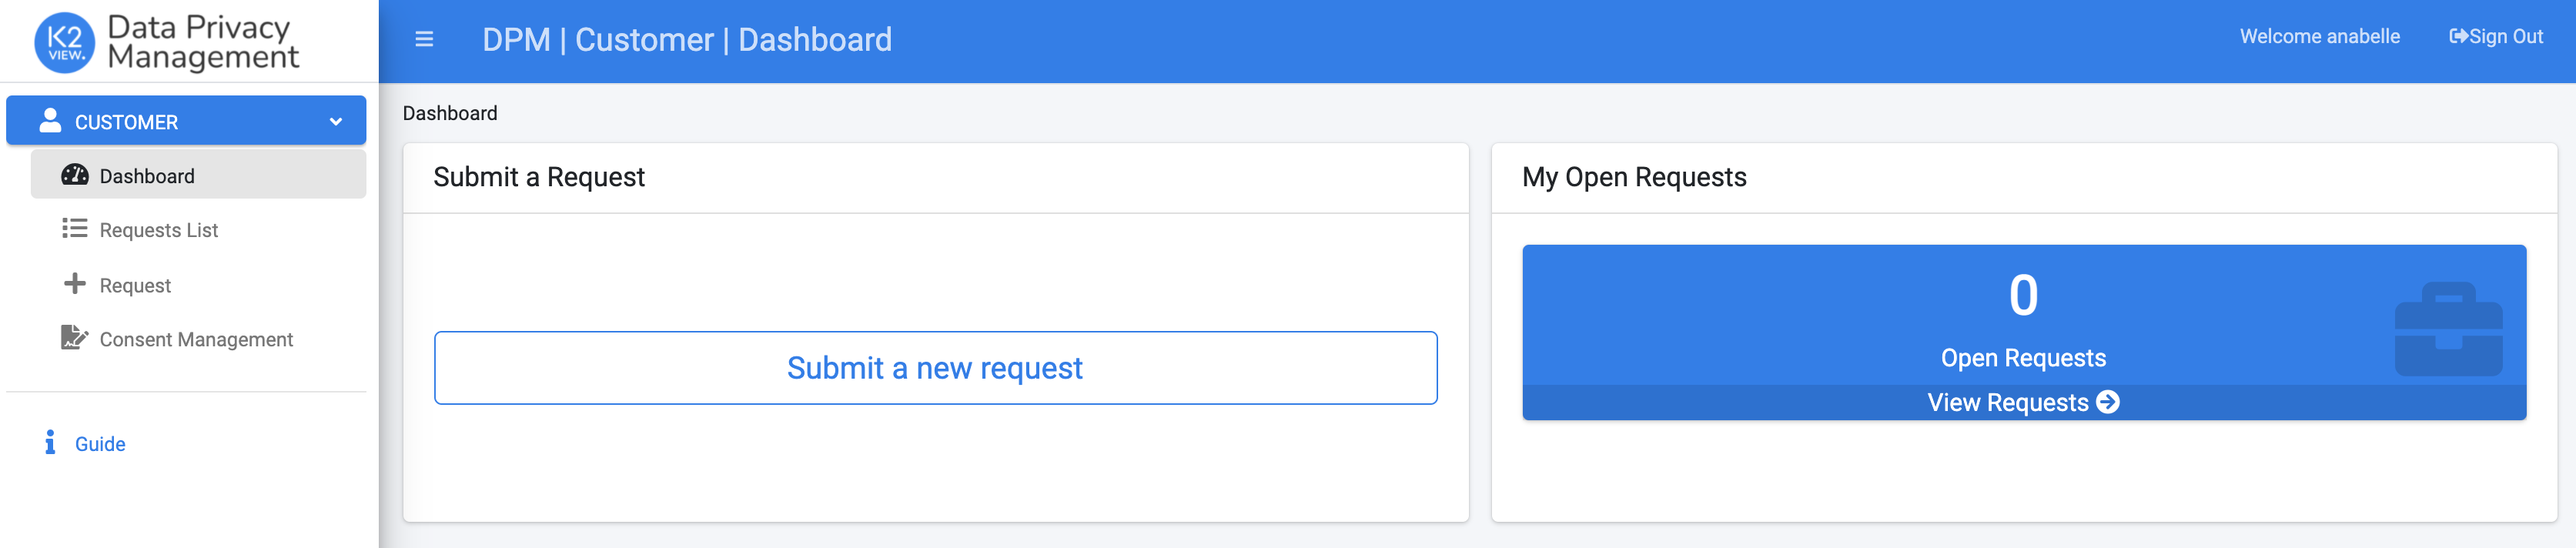 K2
VIEW.
Data Privacy
Management
DPM | Customer | Dashboard
Welcome anabelle
Sign Out
CUSTOMER
Dashboard
Requests List
Request
Consent Management
Guide
Dashboard
Submit a Request
Submit a new request
My Open Requests
0
Open Requests
View Requests